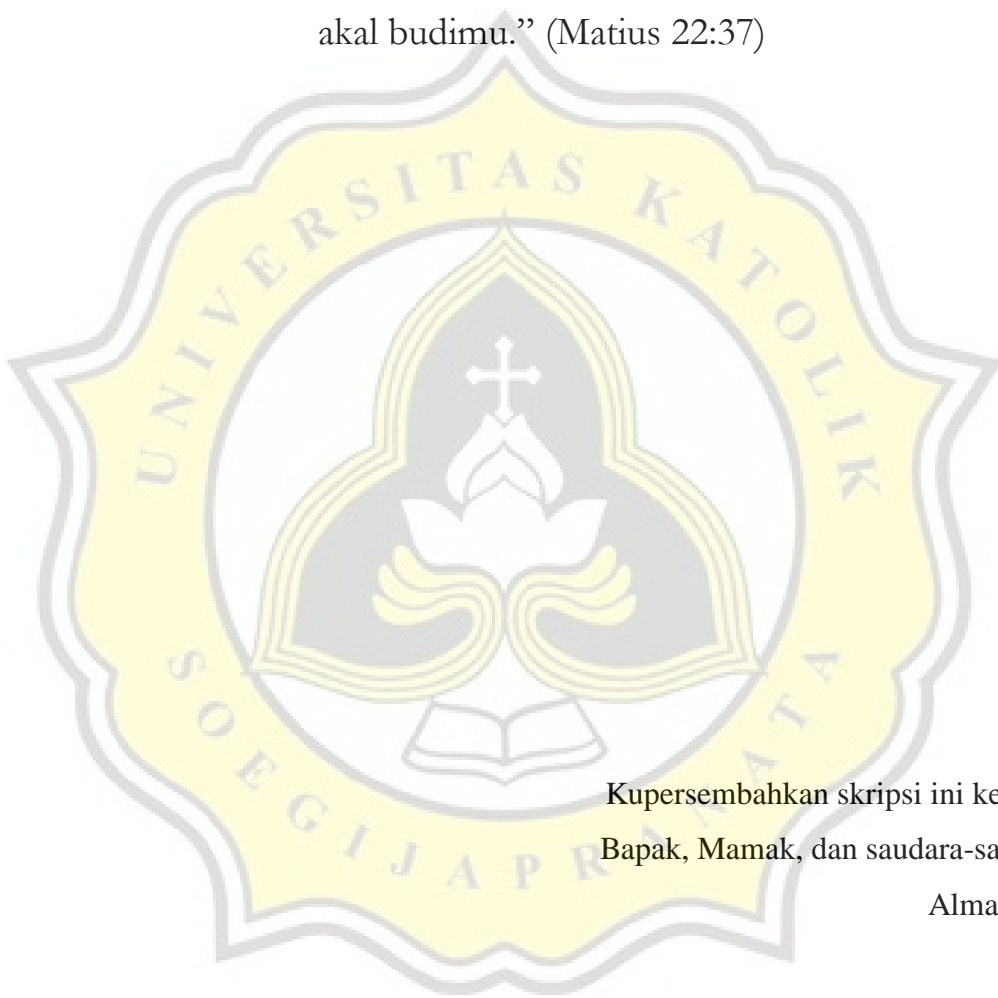 akal budimu.” (Matius 22:37)
UNIVERSITAS KATOLIK
SOEGIJAPRANATA
Kupersembahkan skripsi ini ke
Bapak, Mamak, dan saudara-sa
Alma